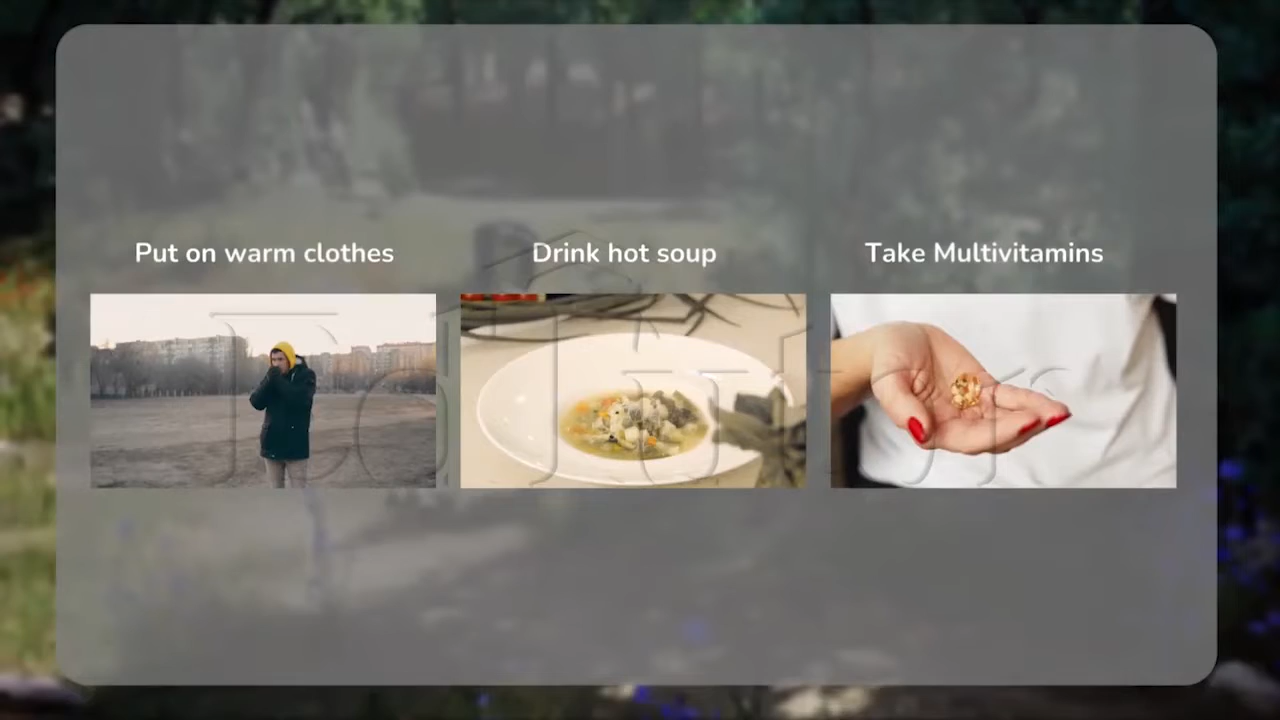 Put on warm clothes
Drink hot soup
Take Multivitamins